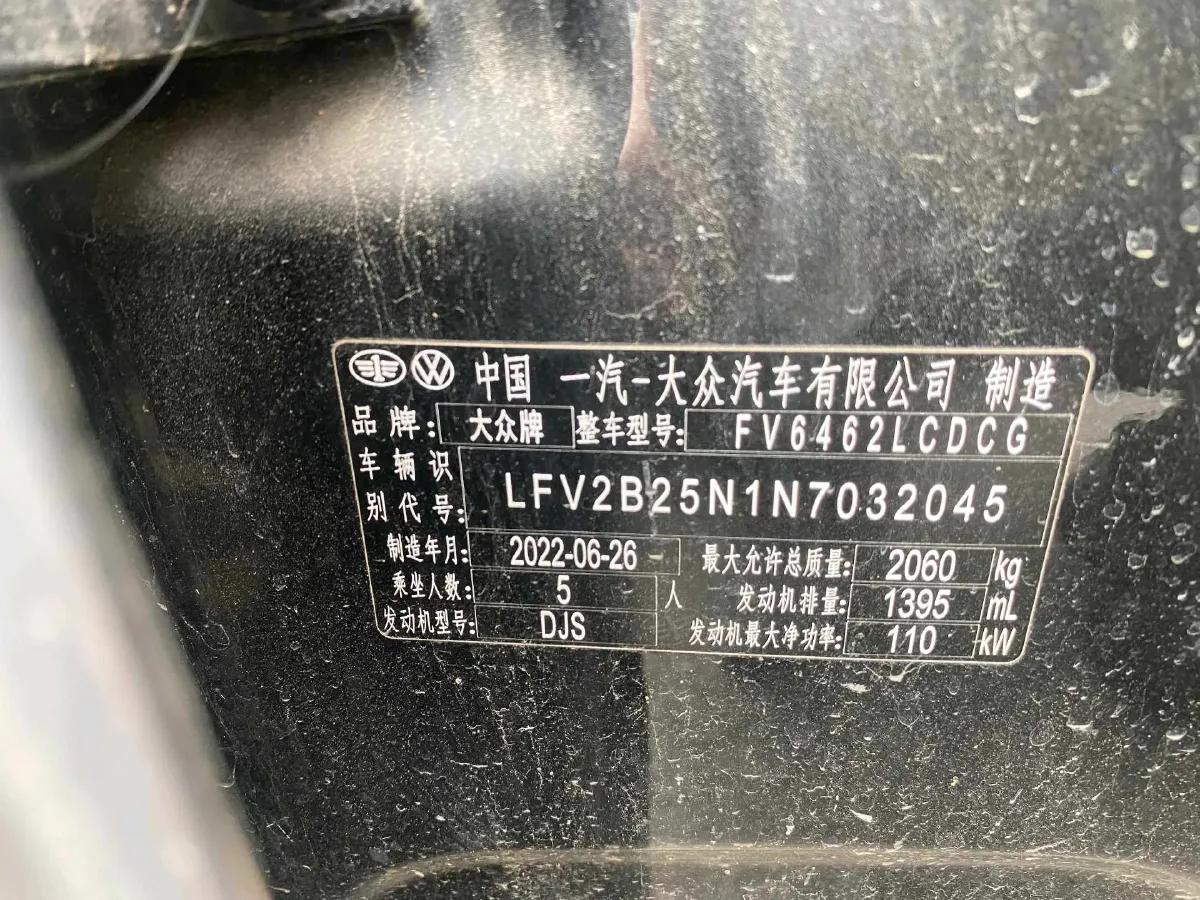 中国 一汽-大众汽车有限公司 制造
品牌: 大众牌 整车型号: FV6462LCDCG
车辆识别代号: LFV2B25N1N7032045
制造年月: 2022-06-26 最大允许总质量: 2060 kg
乘坐人数: 5 人 发动机排量: 1395 mL
发动机型号: DJS 发动机最大净功率: 110 kW